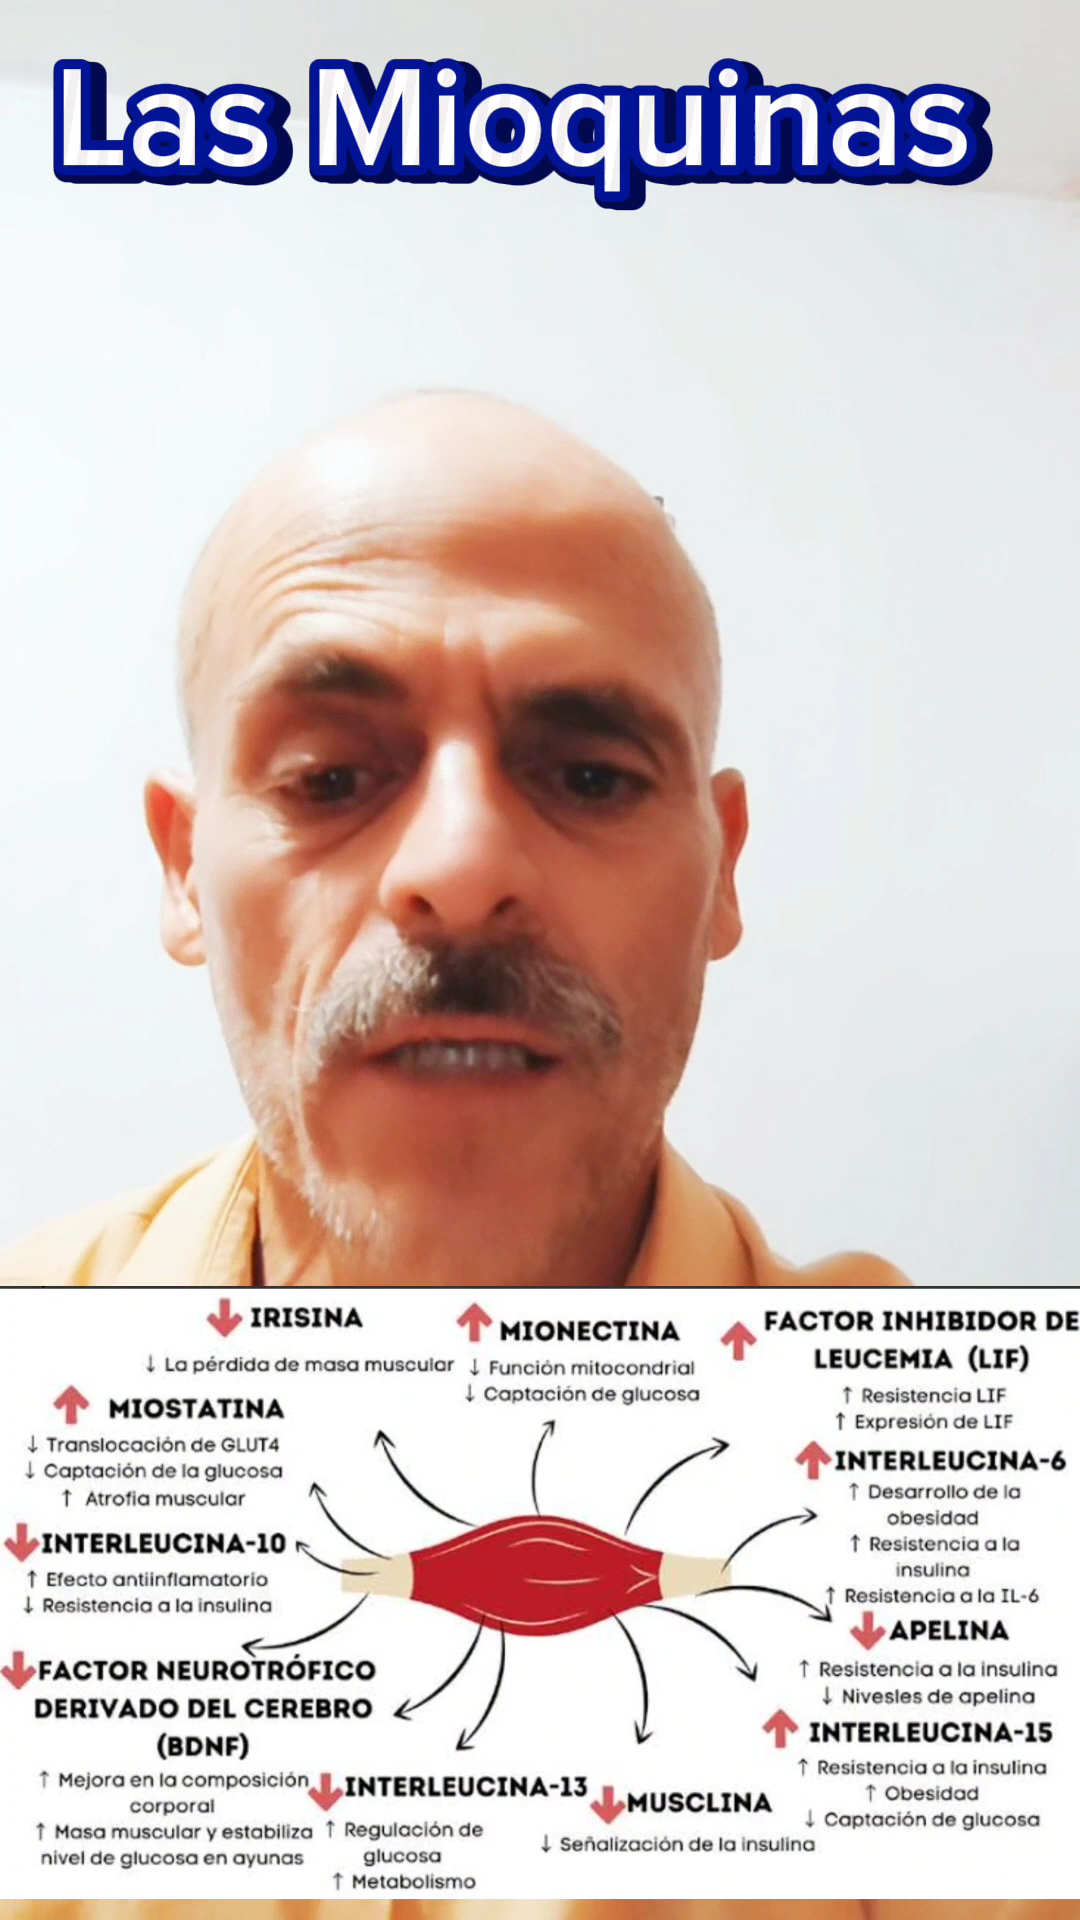 Las Mioquinas
↓ IRISINA
↓ La pérdida de masa muscular
↑ MIONECTINA
↓ Función mitocondrial
↓ Captación de glucosa
↑ FACTOR INHIBIDOR DE
LEUCEMIA (LIF)
↑ Resistencia LIF
↑ Expresión de LIF
↑ MIOSTATINA
↓ Translocación de GLUT4
↓ Captación de la glucosa
↑ Atrofia muscular
↑ INTERLEUCINA-6
↑ Desarrollo de la
obesidad
↑ Resistencia a la
insulina
↑ Resistencia a la IL-6
↓ INTERLEUCINA-10
↑ Efecto antiinflamatorio
↓ Resistencia a la insulina
↓ APELINA
↑ Resistencia a la insulina
↓ Nivesles de apelina
↓ FACTOR NEUROTRÓFICO
DERIVADO DEL CEREBRO
(BDNF)
↑ Mejora en la composición
corporal
↑ Masa muscular y estabiliza
nivel de glucosa en ayunas
↓ INTERLEUCINA-13
↑ Regulación de
glucosa
↑ Metabolismo
↓ MUSCLINA
↓ Señalización de la insulina
↑ INTERLEUCINA-15
↑ Resistencia a la insulina
↑ Obesidad
↓ Captación de glucosa